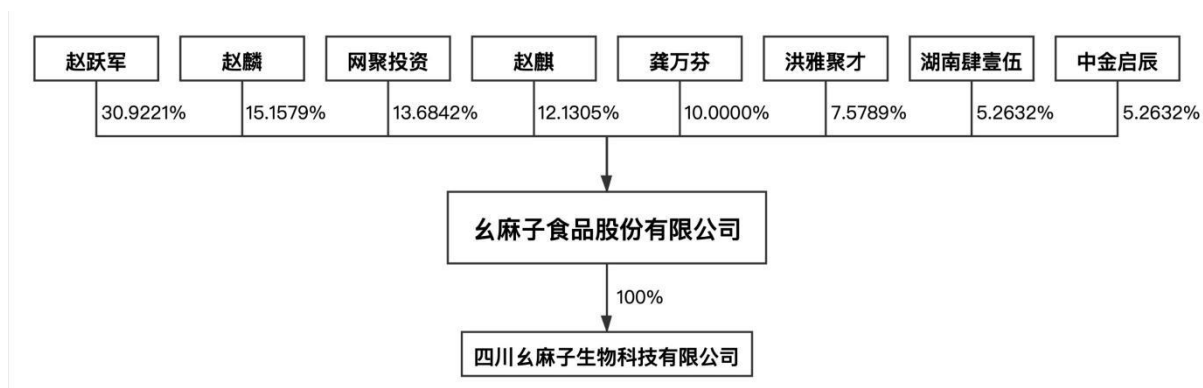 赵跃军 赵麟 网聚投资 赵麒 龚万芬 洪雅聚才 湖南肆壹伍 中金启辰
30.9221% 15.1579% 13.6842% 12.1305% 10.0000% 7.5789% 5.2632% 5.2632%
幺麻子食品股份有限公司
100%
四川幺麻子生物科技有限公司